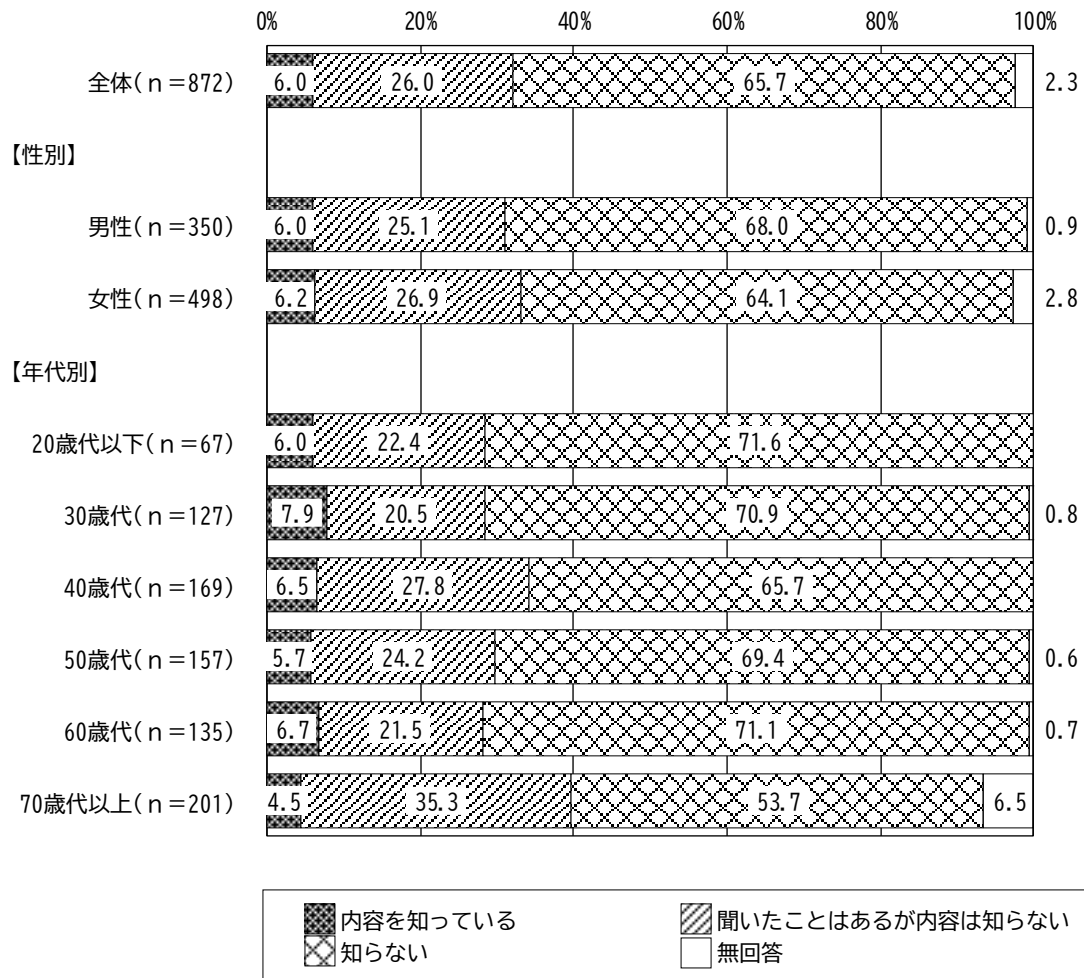 0% 20% 40% 60% 80% 100%
全体(ｎ＝872) 6.0 26.0 65.7 2.3
【性別】
男性(ｎ＝350) 6.0 25.1 68.0 0.9
女性(ｎ＝498) 6.2 26.9 64.1 2.8
【年代別】
20歳代以下(ｎ＝67) 6.0 22.4 71.6
30歳代(ｎ＝127) 7.9 20.5 70.9 0.8
40歳代(ｎ＝169) 6.5 27.8 65.7
50歳代(ｎ＝157) 5.7 24.2 69.4 0.6
60歳代(ｎ＝135) 6.7 21.5 71.1 0.7
70歳代以上(ｎ＝201) 4.5 35.3 53.7 6.5
内容を知っている 聞いたことはあるが内容は知らない
知らない 無回答